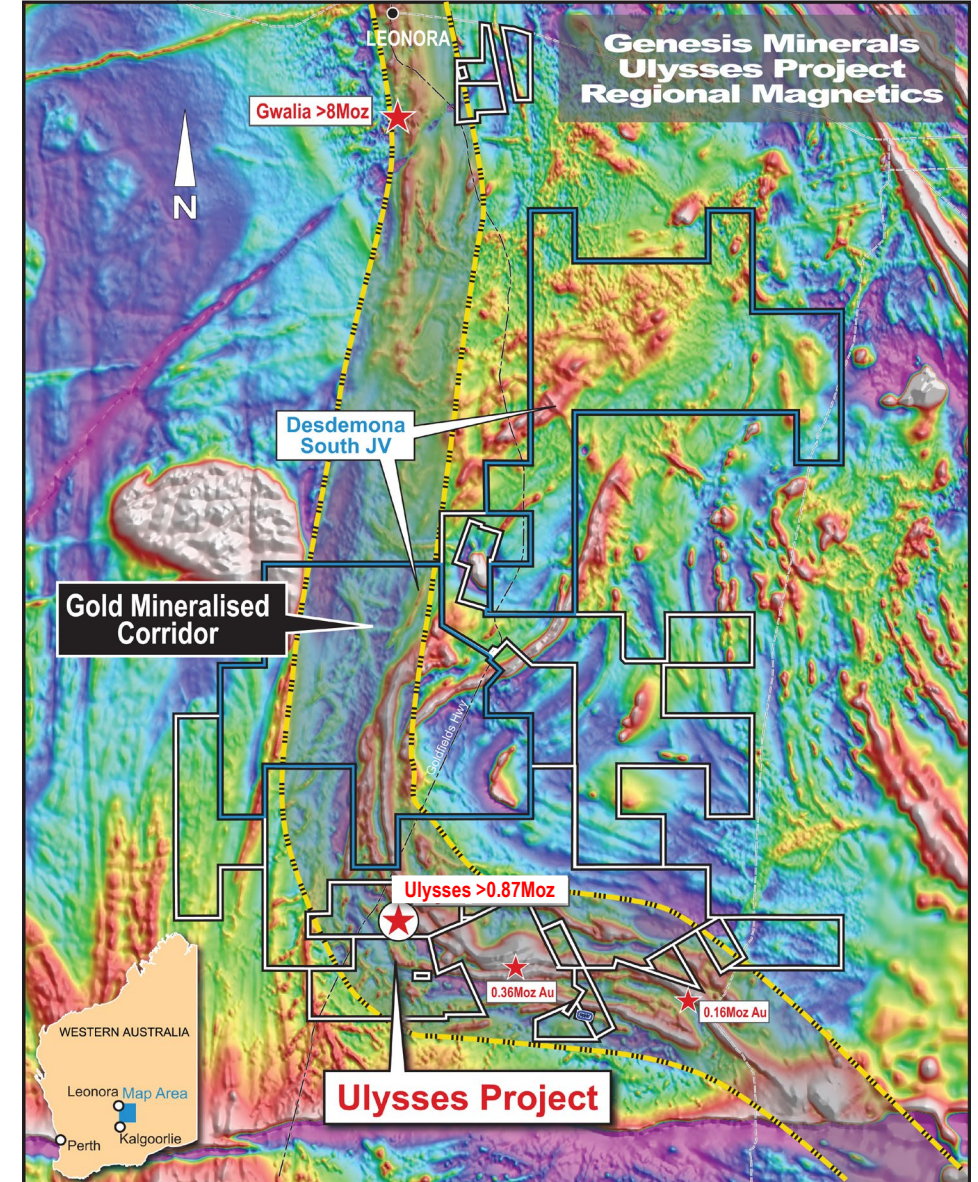 LEONORA
Genesis Minerals
Ulysses Project
Regional Magnetics
Gwalia >8Moz
N
Desdemona
South JV
Gold Mineralised
Corridor
Goldfields Hwy
Ulysses >0.87Moz
0.36Moz Au
0.16Moz Au
WESTERN AUSTRALIA
Leonora Map Area
Kalgoorlie
Perth
Ulysses Project